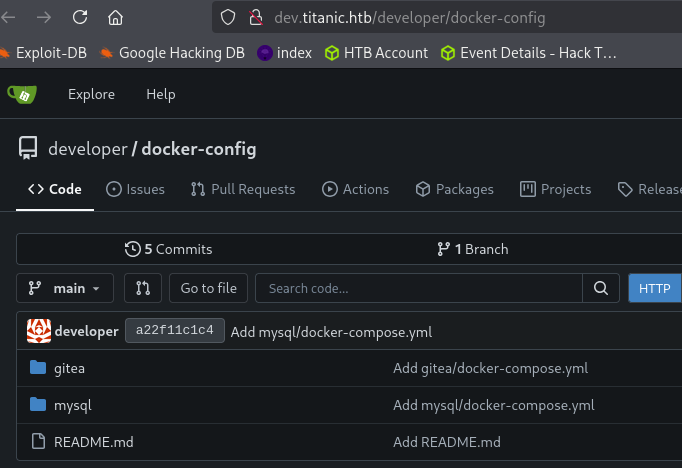 dev.titanic.htb/developer/docker-config
Exploit-DB Google Hacking DB index HTB Account Event Details - Hack T…
Explore Help
developer / docker-config
Code Issues Pull Requests Actions Packages Projects Release
5 Commits 1 Branch
main Go to file Search code... HTTP
developer a22f11c1c4 Add mysql/docker-compose.yml
gitea Add gitea/docker-compose.yml
mysql Add mysql/docker-compose.yml
README.md Add README.md